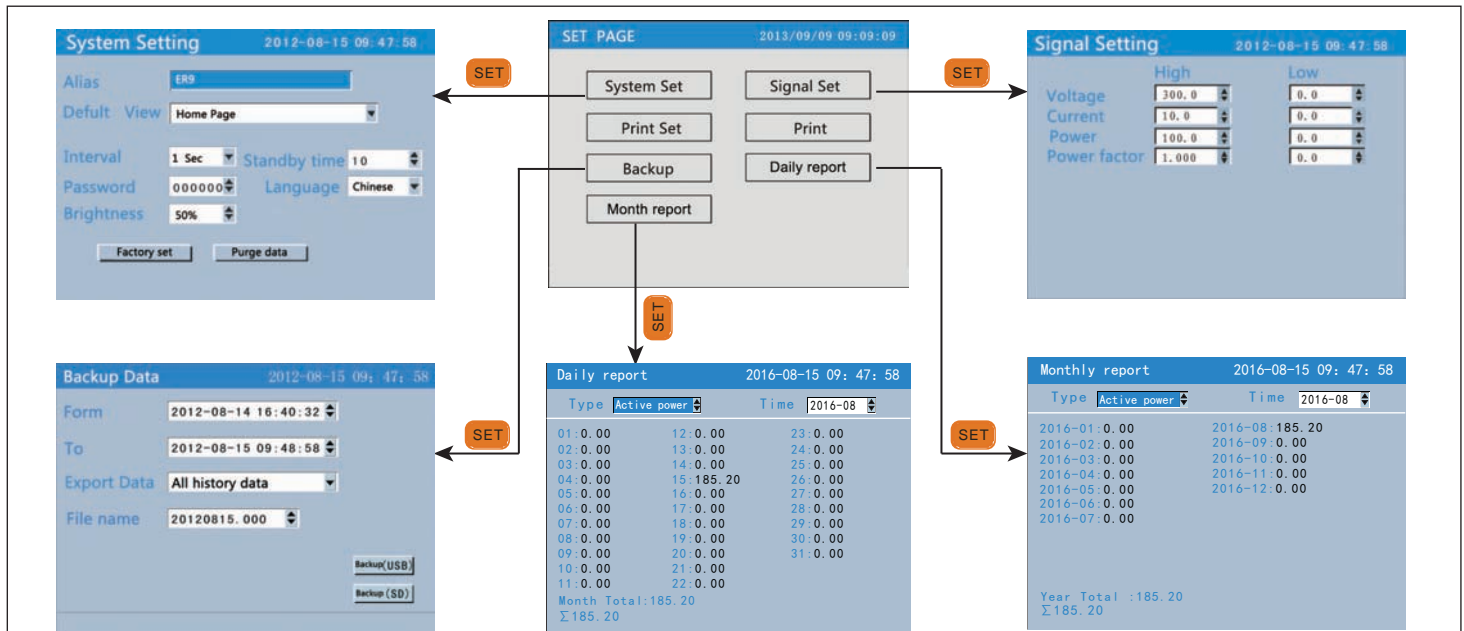 System Setting 2012-08-15 09:47:58
Alias ER9
Defult View Home Page
Interval 1 Sec Standby time 10
Password 000000 Language Chinese
Brightness 50%
Factory set Purge data
SET
SET PAGE 2013/09/09 09:09:09
System Set Signal Set
Print Set Print
Backup Daily report
Month report
SET
Signal Setting 2012-08-15 09:47:58
High Low
Voltage 300.0 0.0
Current 10.0 0.0
Power 100.0 0.0
Power factor 1.000 0.0
SET
Backup Data 2012-08-15 09:47:58
Form 2012-08-14 16:40:32
To 2012-08-15 09:48:58
Export Data All history data
File name 20120815.000
Backup(USB)
Backup (SD)
SET
Daily report 2016-08-15 09:47:58
Type Active power Time 2016-08
01:0.00 12:0.00 23:0.00
02:0.00 13:0.00 24:0.00
03:0.00 14:0.00 25:0.00
04:0.00 15:185.20 26:0.00
05:0.00 16:0.00 27:0.00
06:0.00 17:0.00 28:0.00
07:0.00 18:0.00 29:0.00
08:0.00 19:0.00 30:0.00
09:0.00 20:0.00 31:0.00
10:0.00 21:0.00
11:0.00 22:0.00
Month Total:185.20
∑185.20
SET
Monthly report 2016-08-15 09:47:58
Type Active power Time 2016-08
2016-01:0.00 2016-08:185.20
2016-02:0.00 2016-09:0.00
2016-03:0.00 2016-10:0.00
2016-04:0.00 2016-11:0.00
2016-05:0.00 2016-12:0.00
2016-06:0.00
2016-07:0.00
Year Total :185.20
∑185.20